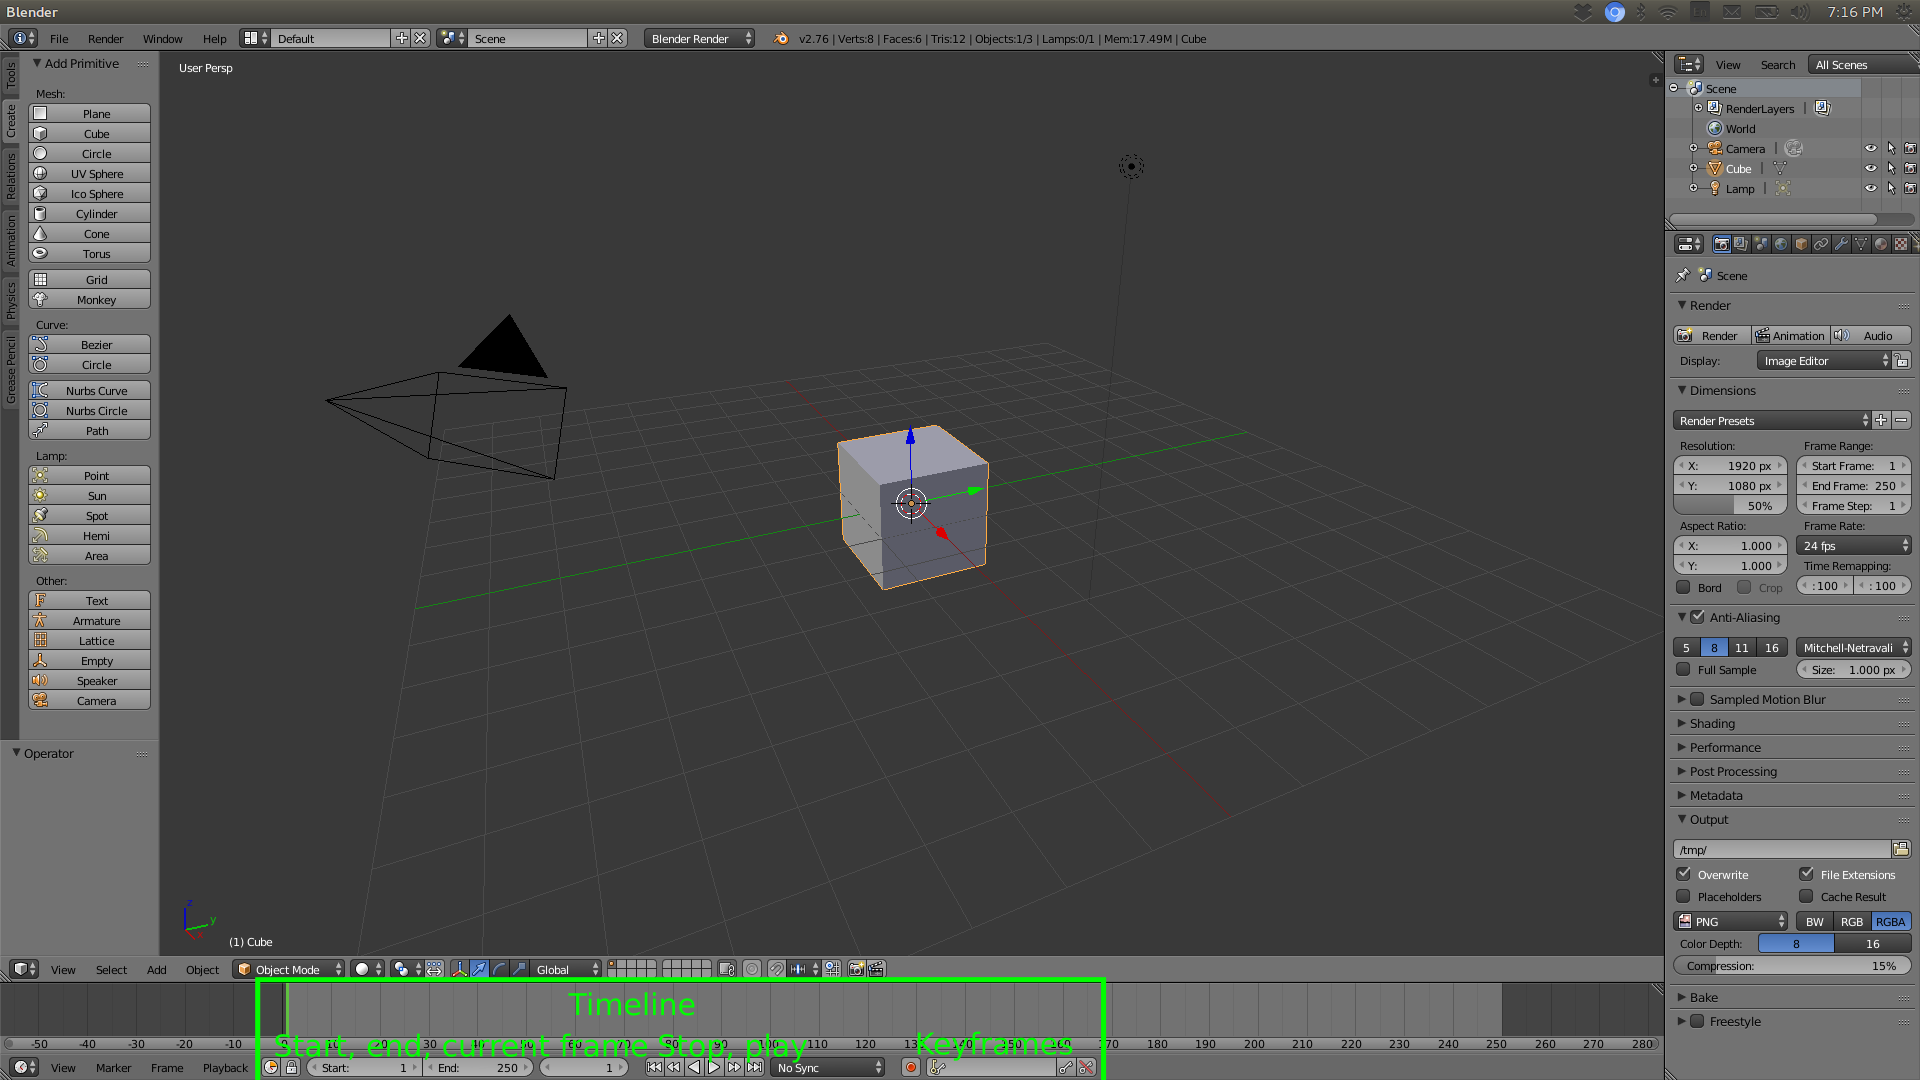 Blender
7:16 PM
File Render Window Help Default Scene Blender Render v2.76 | Verts:8 | Faces:6 | Tris:12 | Objects:1/3 | Lamps:0/1 | Mem:17.49M | Cube
Tools
Create
Relations
Animation
Physics
Grease Pencil
Add Primitive
Mesh:
Plane
Cube
Circle
UV Sphere
Ico Sphere
Cylinder
Cone
Torus
Grid
Monkey
Curve:
Bezier
Circle
Nurbs Curve
Nurbs Circle
Path
Lamp:
Point
Sun
Spot
Hemi
Area
Other:
Text
Armature
Lattice
Empty
Speaker
Camera
Operator
User Persp
z
y
(1) Cube
View Select Add Object Object Mode Global
Timeline
Start, end, current frame Stop, play Keyframes
-50 -40 -30 -20 -10 0 10 20 30 40 50 60 70 80 90 100 110 120 130 140 150 160 170 180 190 200 210 220 230 240 250 260 270 280
View Marker Frame Playback Start: 1 End: 250 1 No Sync
View Search All Scenes
Scene
RenderLayers
World
Camera
Cube
Lamp
Scene
Render
Render Animation Audio
Display: Image Editor
Dimensions
Render Presets
Resolution: Frame Range:
X: 1920 px Start Frame: 1
Y: 1080 px End Frame: 250
50% Frame Step: 1
Aspect Ratio: Frame Rate:
X: 1.000 24 fps
Y: 1.000 Time Remapping:
Bord Crop :100 :100
Anti-Aliasing
5 8 11 16 Mitchell-Netravali
Full Sample Size: 1.000 px
Sampled Motion Blur
Shading
Performance
Post Processing
Metadata
Output
/tmp/
Overwrite File Extensions
Placeholders Cache Result
PNG BW RGB RGBA
Color Depth: 8 16
Compression: 15%
Bake
Freestyle